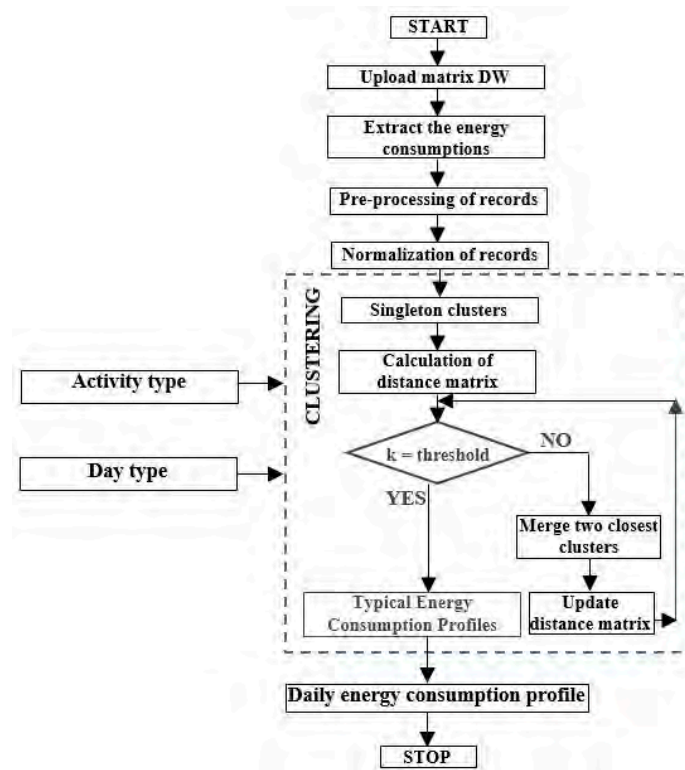 START
Upload matrix DW
Extract the energy
consumptions
Pre-processing of records
Normalization of records
CLUSTERING
Singleton clusters
Calculation of
distance matrix
Activity type
Day type
k = threshold
NO
YES
Merge two closest
clusters
Update
distance matrix
Typical Energy
Consumption Profiles
Daily energy consumption profile
STOP